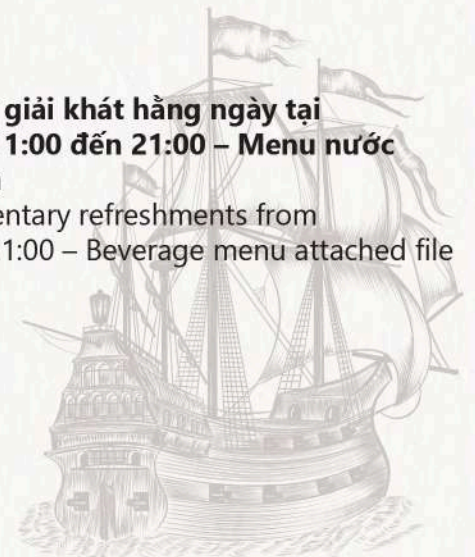 giải khát hằng ngày tại
1:00 đến 21:00 – Menu nước
entary refreshments from
1:00 – Beverage menu attached file